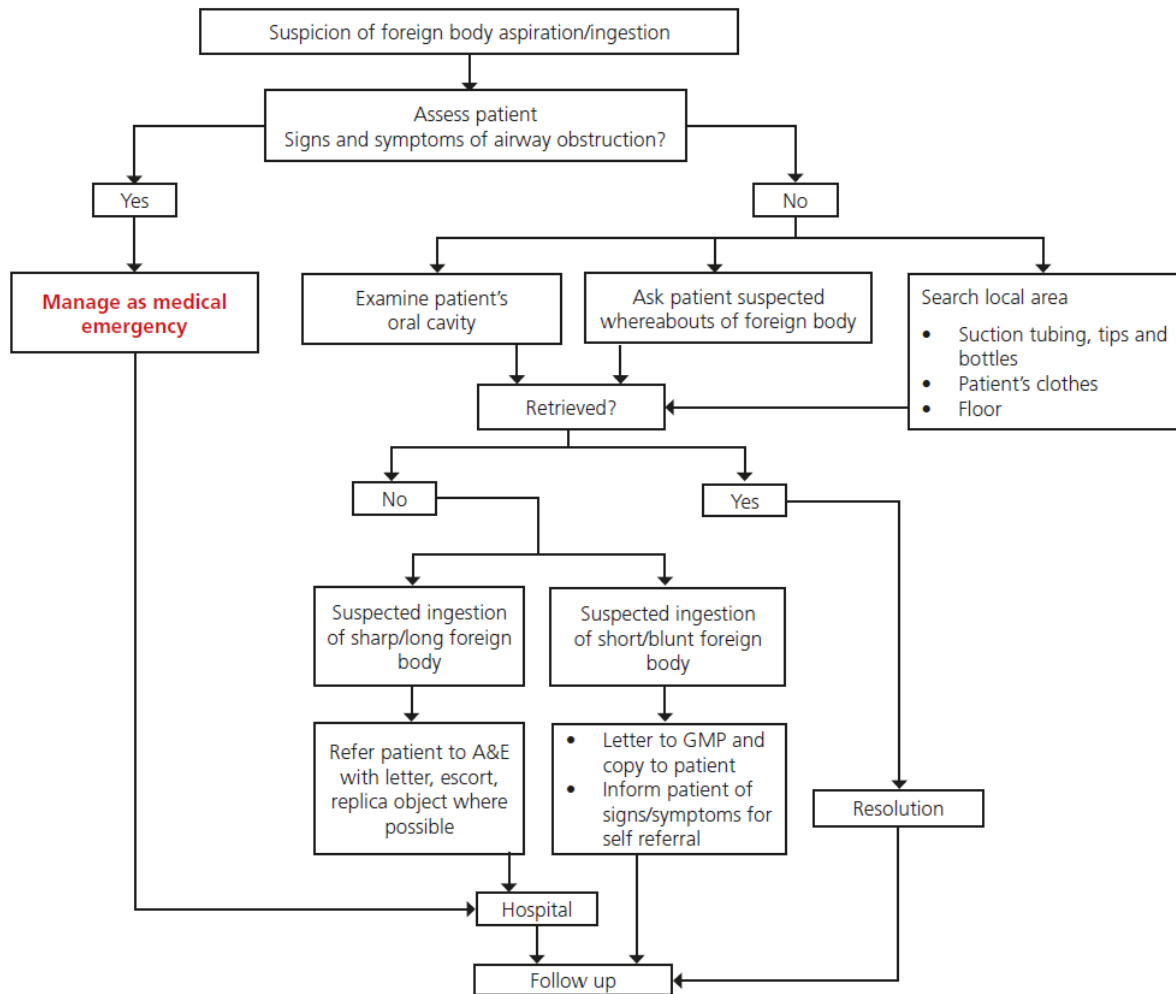 Suspicion of foreign body aspiration/ingestion
Assess patient
Signs and symptoms of airway obstruction?
Yes
No
Manage as medical
emergency
Examine patient's
oral cavity
Ask patient suspected
whereabouts of foreign body
Search local area
• Suction tubing, tips and
bottles
• Patient's clothes
• Floor
Retrieved?
No
Yes
Suspected ingestion
of sharp/long foreign
body
Suspected ingestion
of short/blunt foreign
body
Refer patient to A&E
with letter, escort,
replica object where
possible
• Letter to GMP and
copy to patient
• Inform patient of
signs/symptoms for
self referral
Resolution
Hospital
Follow up